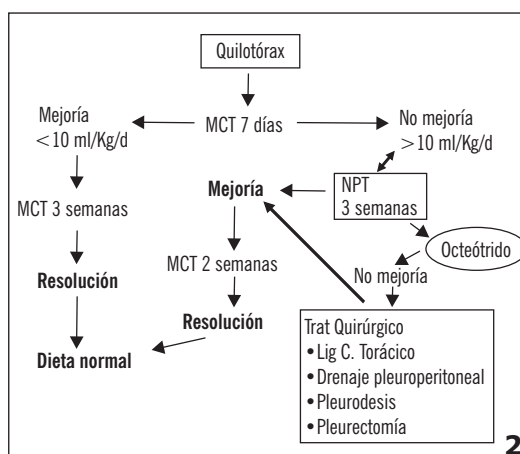 Quilotórax
Mejoría
< 10 ml/Kg/d
MCT 7 días
No mejoría
> 10 ml/Kg/d
MCT 3 semanas
Mejoría
NPT
3 semanas
Octeótrido
MCT 2 semanas
No mejoría
Resolución
Resolución
Dieta normal
Trat Quirúrgico
• Lig C. Torácico
• Drenaje pleuroperitoneal
• Pleurodesis
• Pleurectomía
2